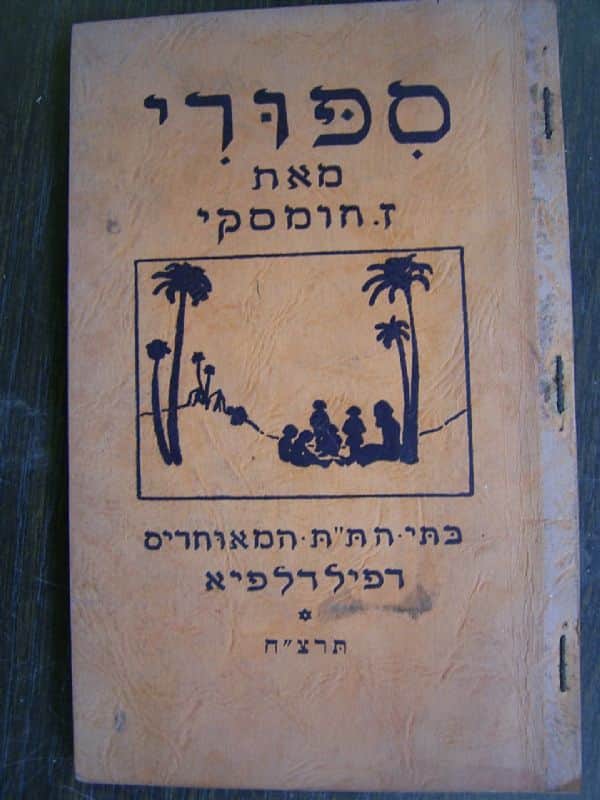 סִפּוּרִי
מאת
ז. חומסקי
בתי-הת"ת-המאוחדים
דפילדלפיא
תרצ"ח